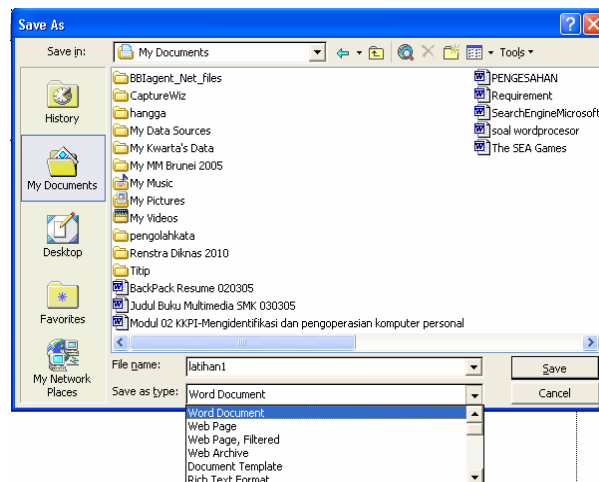 Save As
Save in:
My Documents
Tools
History
My Documents
Desktop
Favorites
My Network
Places
BBIagent_Net_files
CaptureWiz
hangga
My Data Sources
My Kwarta's Data
My MM Brunei 2005
My Music
My Pictures
My Videos
pengolahkata
Renstra Diknas 2010
Titip
BackPack Resume 020305
Judul Buku Multimedia SMK 030305
Modul 02 KKPI-Mengidentifikasi dan pengoperasian komputer personal
PENGESAHAN
Requirement
SearchEngineMicrosoft
soal wordprocesor
The SEA Games
File name:
latihan1
Save
Save as type:
Word Document
Cancel
Word Document
Web Page
Web Page, Filtered
Web Archive
Document Template
Rich Text Format